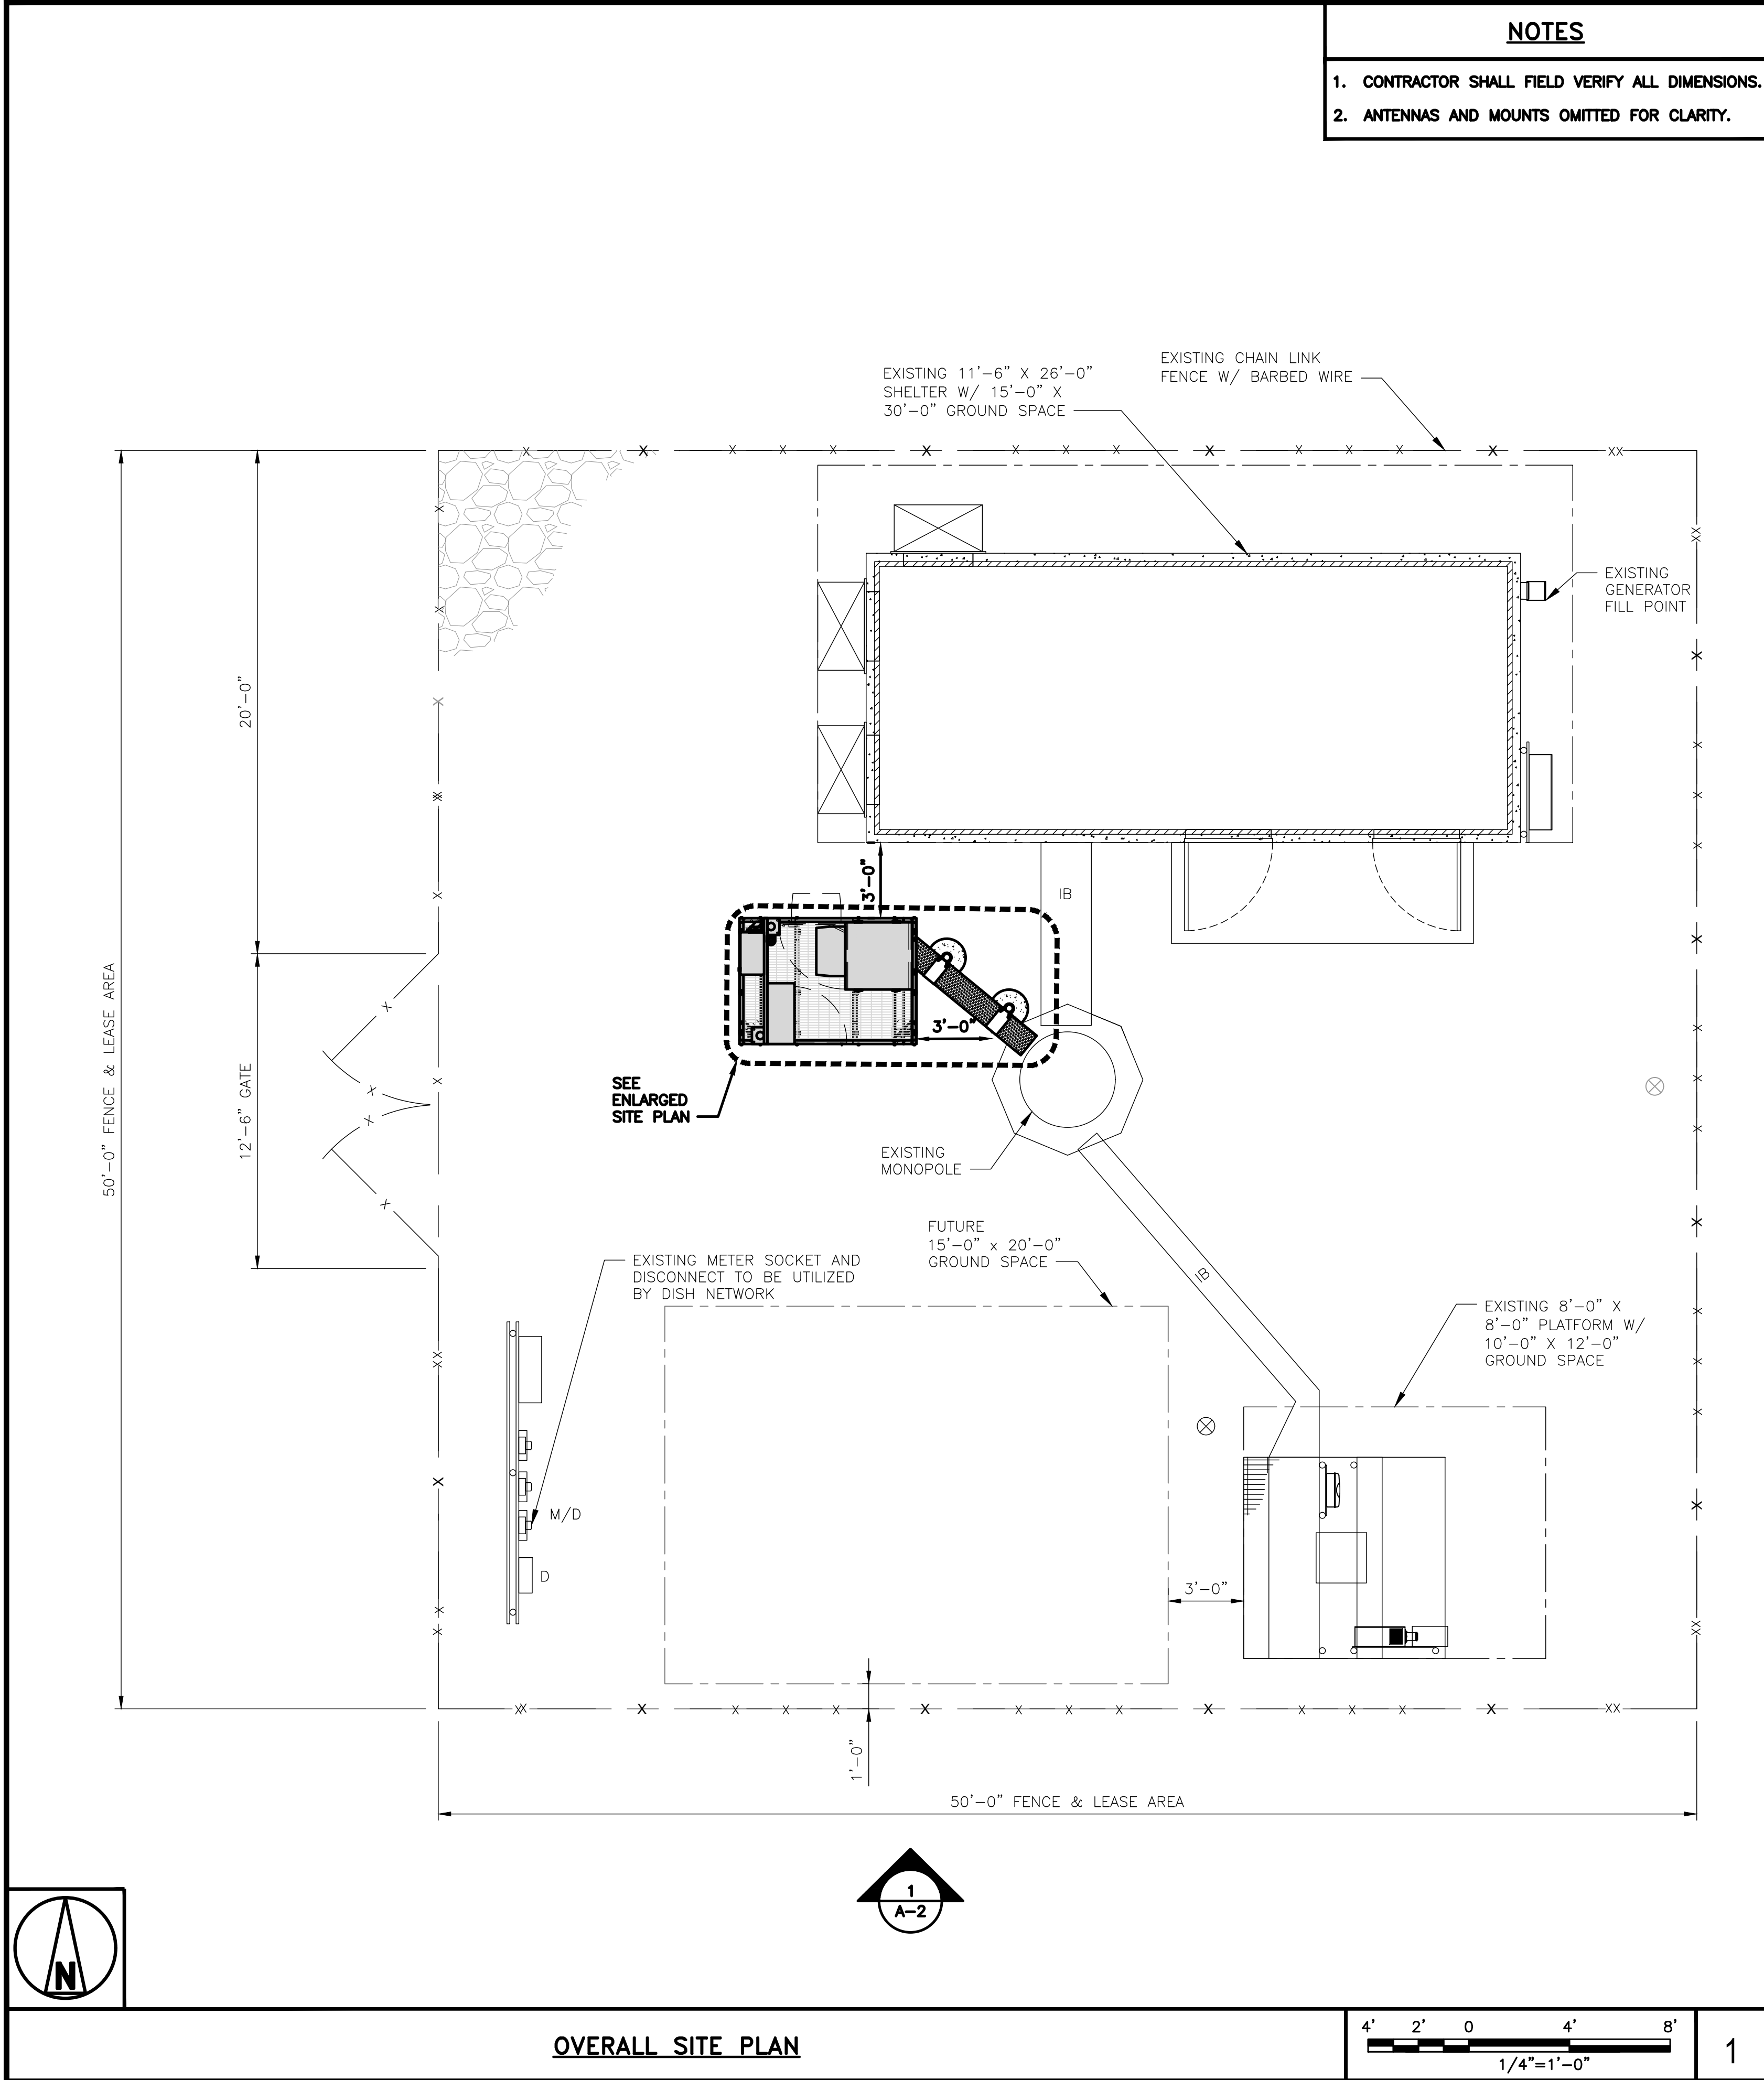 NOTES
1. CONTRACTOR SHALL FIELD VERIFY ALL DIMENSIONS.
2. ANTENNAS AND MOUNTS OMITTED FOR CLARITY.
EXISTING 11'-6" X 26'-0"
SHELTER W/ 15'-0" X
30'-0" GROUND SPACE
EXISTING CHAIN LINK
FENCE W/ BARBED WIRE
EXISTING
GENERATOR
FILL POINT
20'-0"
50'-0" FENCE & LEASE AREA
12'-6" GATE
3'-0"
IB
3'-0"
SEE
ENLARGED
SITE PLAN
EXISTING
MONOPOLE
FUTURE
15'-0" x 20'-0"
GROUND SPACE
EXISTING METER SOCKET AND
DISCONNECT TO BE UTILIZED
BY DISH NETWORK
IB
EXISTING 8'-0" X
8'-0" PLATFORM W/
10'-0" X 12'-0"
GROUND SPACE
M/D
D
3'-0"
1'-0"
50'-0" FENCE & LEASE AREA
1
A-2
N
OVERALL SITE PLAN
4' 2' 0 4' 8'
1/4"=1'-0"
1